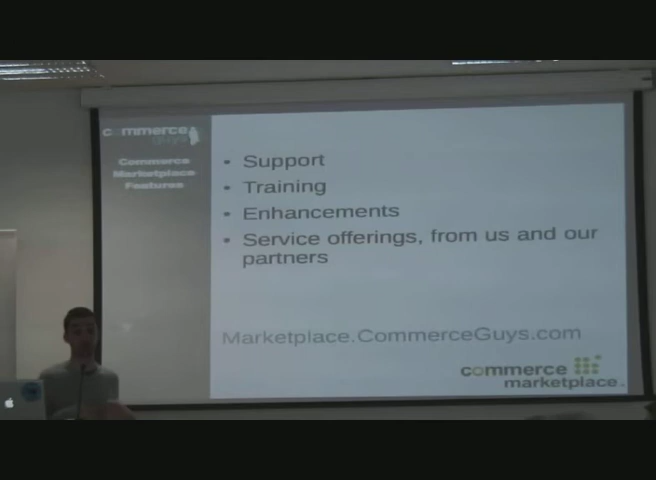 commerce guys
Commerce
Marketplace
Features
• Support
• Training
• Enhancements
• Service offerings, from us and our
partners
Marketplace.CommerceGuys.com
commerce
marketplace.